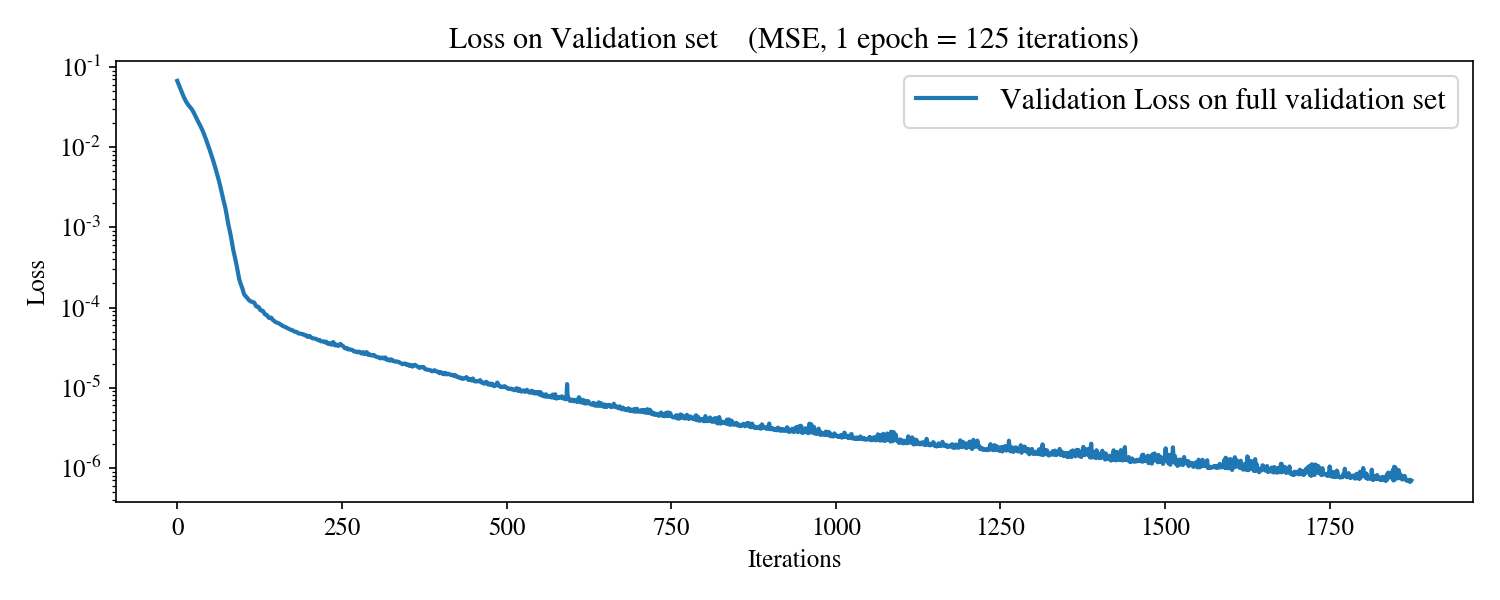 Loss on Validation set (MSE, 1 epoch = 125 iterations)
Validation Loss on full validation set
Loss
10⁻¹
10⁻²
10⁻³
10⁻⁴
10⁻⁵
10⁻⁶
0 250 500 750 1000 1250 1500 1750
Iterations